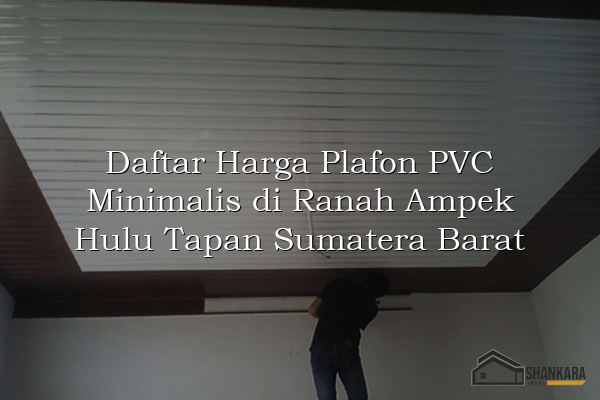 Daftar Harga Plafon PVC
Minimalis di Ranah Ampek
Hulu Tapan Sumatera Barat
SHANKARA